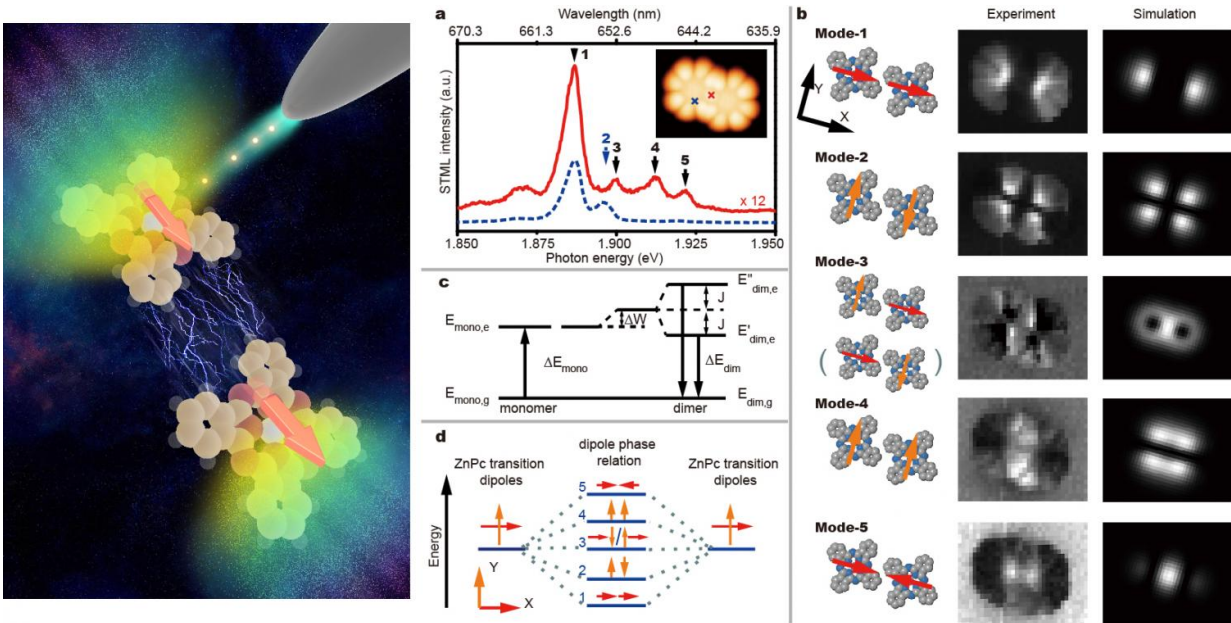 a
Wavelength (nm)
670.3 661.3 652.6 644.2 635.9
STML intensity (a.u.)
1
2
3
4
5
x 12
1.850 1.875 1.900 1.925 1.950
Photon energy (eV)
c
E"dim,e
J
ΔW
J
Emono,e
E'dim,e
ΔEmono
ΔEdim
Emono,g
Edim,g
monomer
dimer
d
dipole phase
relation
ZnPc transition
dipoles
ZnPc transition
dipoles
Energy
5
4
3
/
2
1
Y
X
b
Experiment
Simulation
Mode-1
Y
X
Mode-2
Mode-3
( )
Mode-4
Mode-5